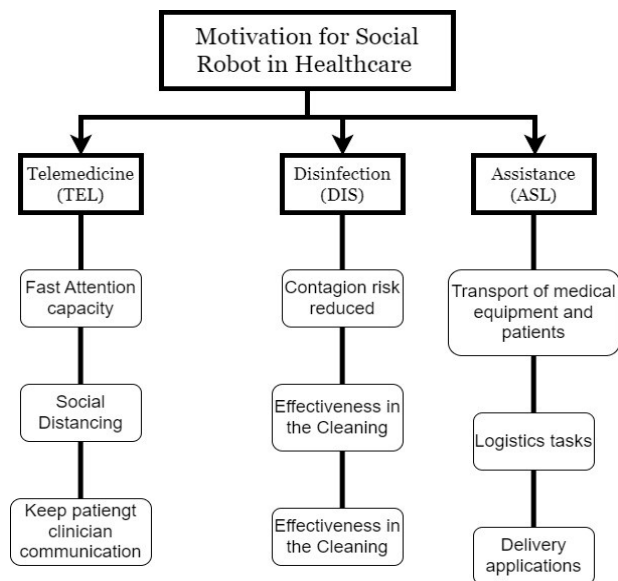 Motivation for Social
Robot in Healthcare
Telemedicine
(TEL)
Disinfection
(DIS)
Assistance
(ASL)
Fast Attention
capacity
Contagion risk
reduced
Transport of medical
equipment and
patients
Social
Distancing
Effectiveness in
the Cleaning
Logistics tasks
Keep patiengt
clinician
communication
Effectiveness in
the Cleaning
Delivery
applications